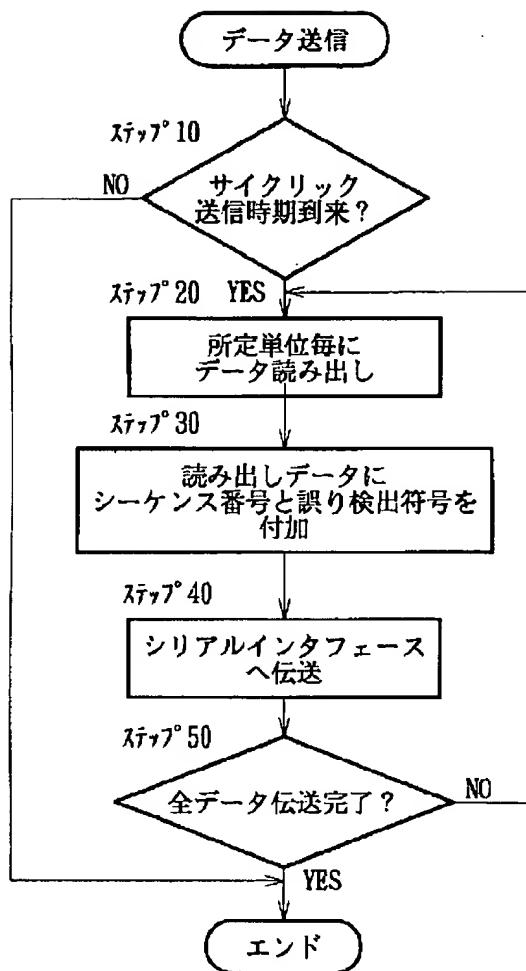 データ送信
ステップ10
NO
サイクリック
送信時期到来?
ステップ20 YES
所定単位毎に
データ読み出し
ステップ30
読み出しデータに
シーケンス番号と誤り検出符号を
付加
ステップ40
シリアルインタフェース
へ伝送
ステップ50
全データ伝送完了?
NO
YES
エンド